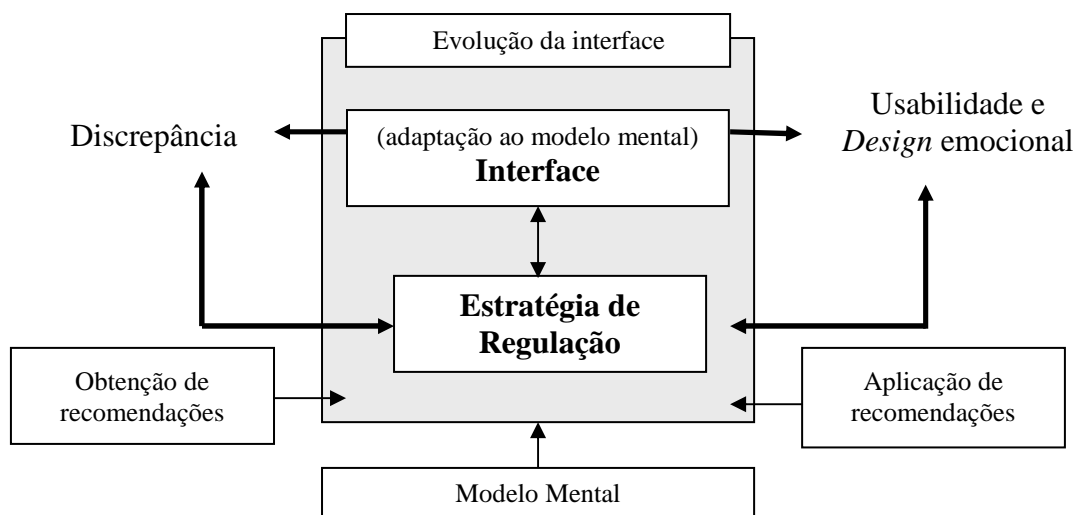 Evolução da interface
Discrepância
(adaptação ao modelo mental)
Interface
Usabilidade e
Design emocional
Estratégia de
Regulação
Obtenção de
recomendações
Aplicação de
recomendações
Modelo Mental